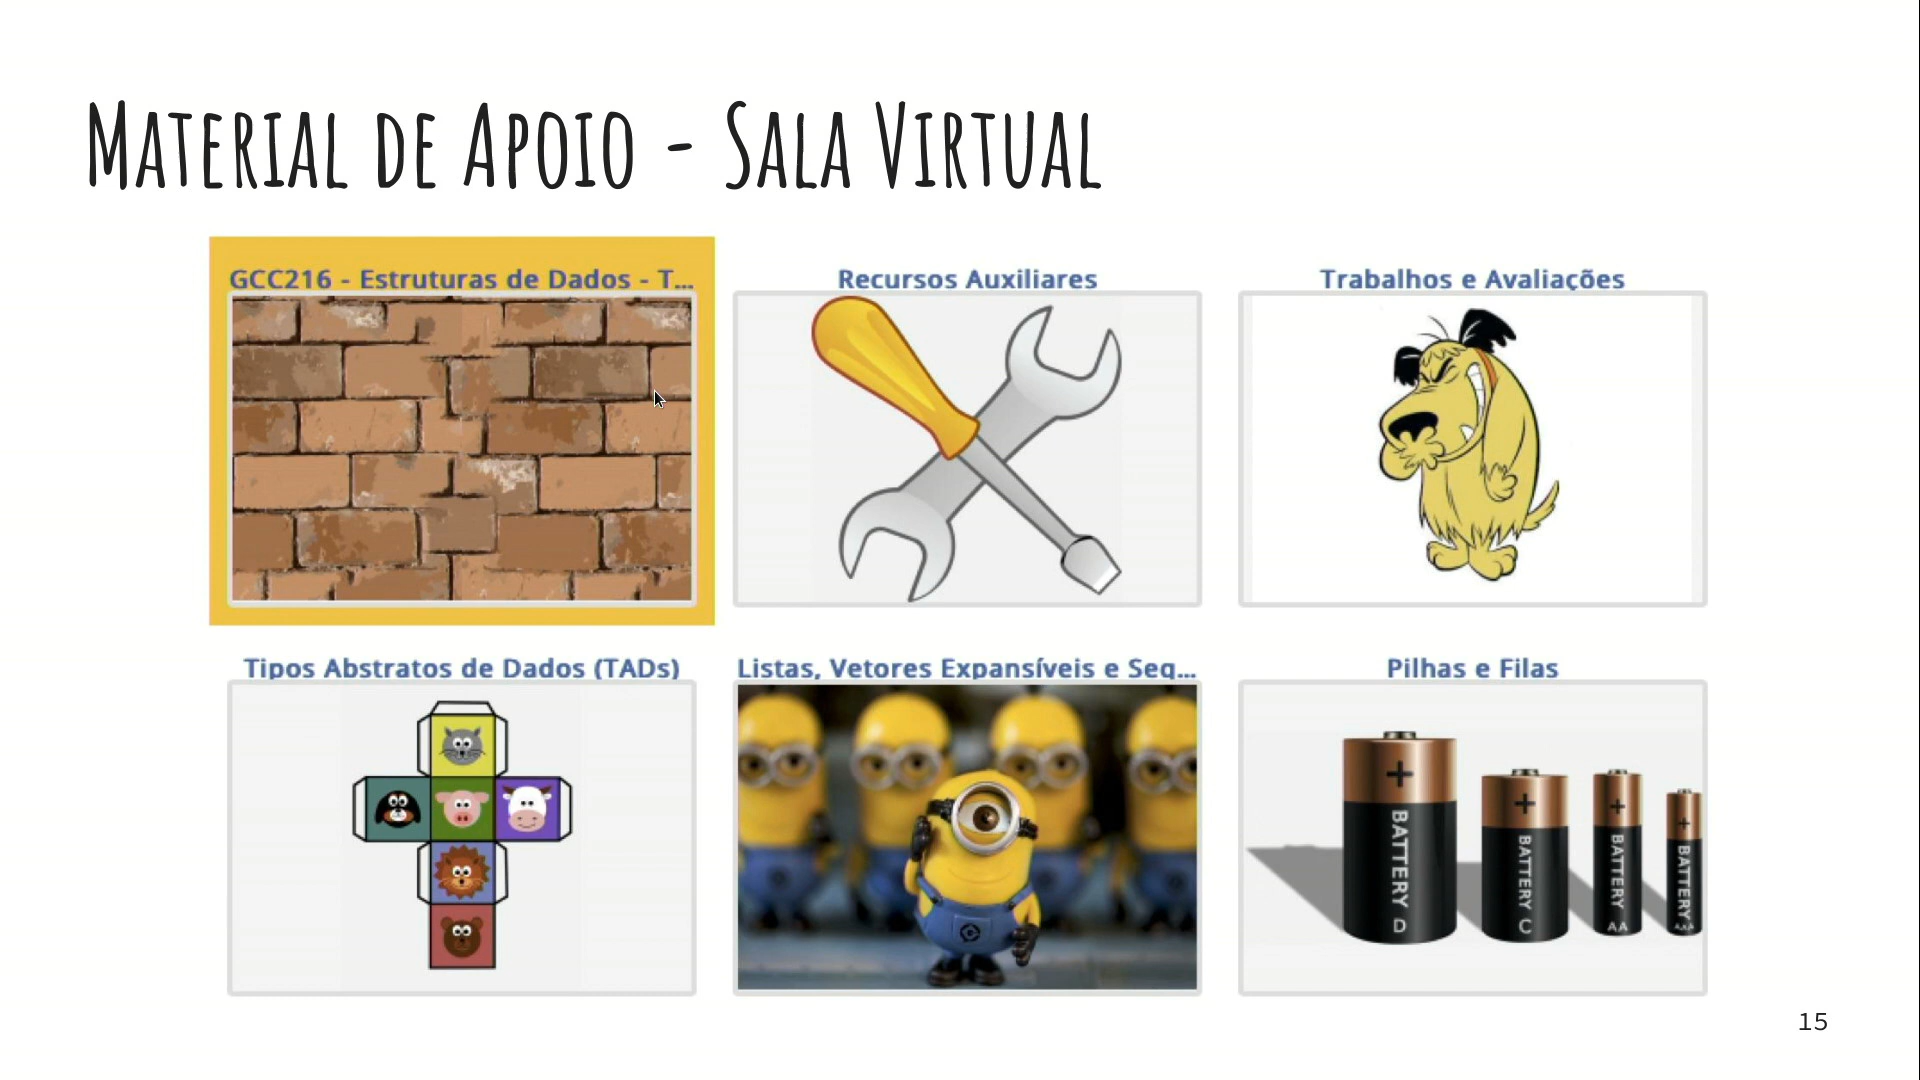 Material de Apoio - Sala Virtual
GCC216 - Estruturas de Dados - T...
Recursos Auxiliares
Trabalhos e Avaliações
Tipos Abstratos de Dados (TADs)
Listas, Vetores Expansíveis e Seq...
Pilhas e Filas
+
BATTERY D
+
BATTERY C
+
BATTERY AA
+
BATTERY AAA
15